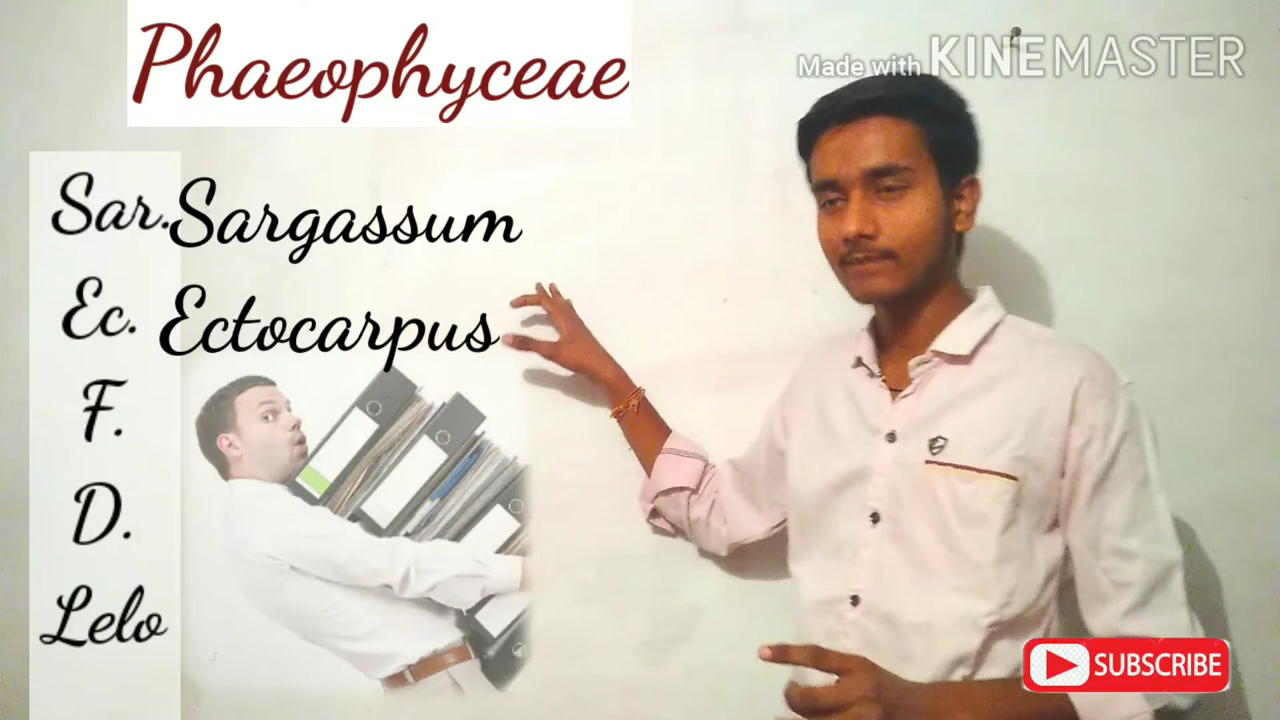 Phaeophyceae
Made with KINEMASTER
Sar. Sargassum
Ec. Ectocarpus
F.
D.
Lelo
SUBSCRIBE